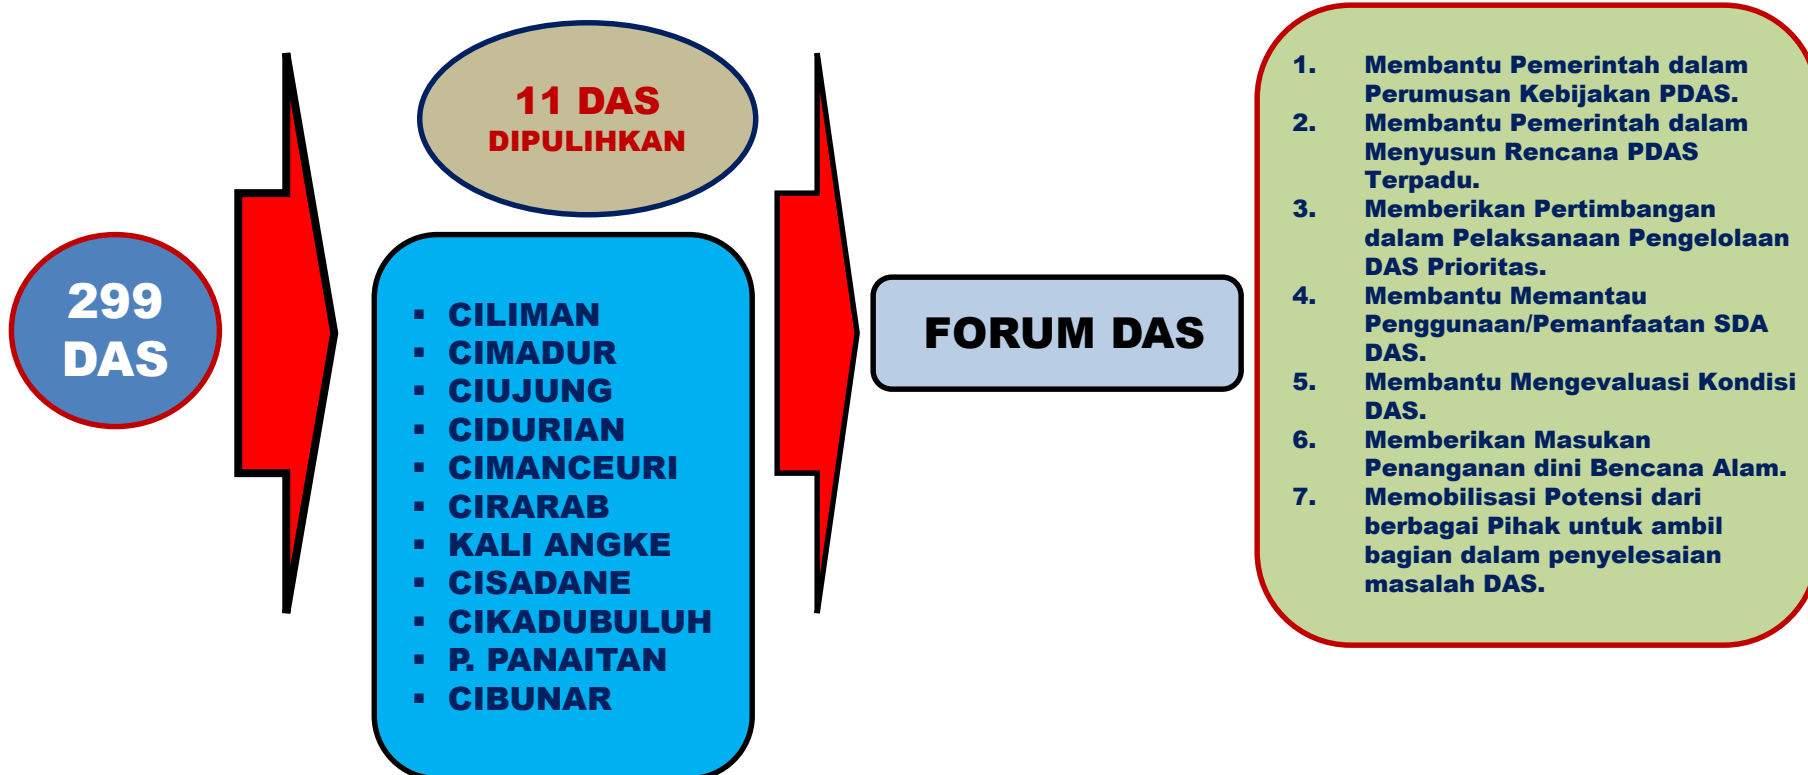 299
DAS
11 DAS
DIPULIHKAN
▪ CILIMAN
▪ CIMADUR
▪ CIUJUNG
▪ CIDURIAN
▪ CIMANCEURI
▪ CIRARAB
▪ KALI ANGKE
▪ CISADANE
▪ CIKADUBULUH
▪ P. PANAITAN
▪ CIBUNAR
FORUM DAS
1. Membantu Pemerintah dalam
Perumusan Kebijakan PDAS.
2. Membantu Pemerintah dalam
Menyusun Rencana PDAS
Terpadu.
3. Memberikan Pertimbangan
dalam Pelaksanaan Pengelolaan
DAS Prioritas.
4. Membantu Memantau
Penggunaan/Pemanfaatan SDA
DAS.
5. Membantu Mengevaluasi Kondisi
DAS.
6. Memberikan Masukan
Penanganan dini Bencana Alam.
7. Memobilisasi Potensi dari
berbagai Pihak untuk ambil
bagian dalam penyelesaian
masalah DAS.